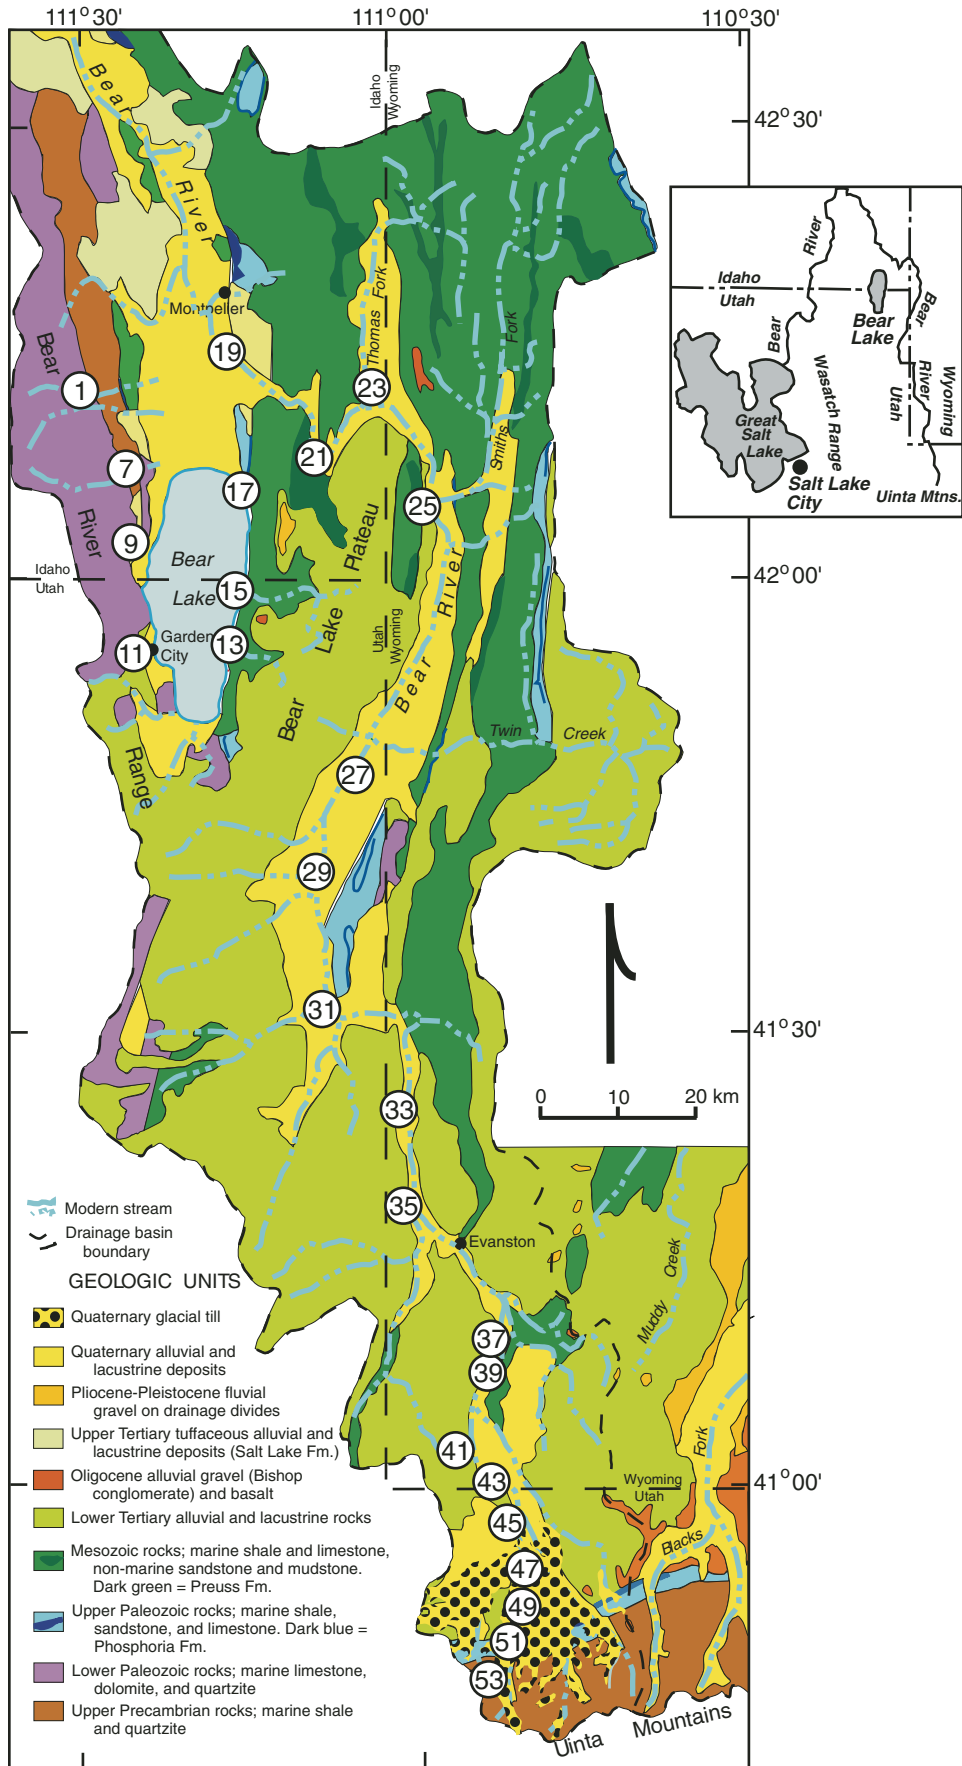 111°30'
111°00'
110°30'
42°30'
42°00'
41°30'
41°00'
Bear
River
Idaho
Wyoming
Montpelier
Thomas Fork
Smiths
Fork
Bear
River
Range
1
19
23
7
21
17
25
9
Bear
Lake
15
13
11
Garden
City
Idaho
Utah
Bear
Lake
Plateau
Utah
Wyoming
Bear
River
Twin
Creek
27
29
31
33
35
Evanston
37
39
41
43
45
47
49
51
53
Muddy
Creek
Wyoming
Utah
Blacks
Fork
Uinta
Mountains
0
10
20 km
Idaho
Utah
River
Bear
Bear
Lake
Bear
River
Utah
Wyoming
Wasatch Range
Great
Salt
Lake
Salt Lake
City
Uinta Mtns.
Modern stream
Drainage basin
boundary
GEOLOGIC UNITS
Quaternary glacial till
Quaternary alluvial and
lacustrine deposits
Pliocene-Pleistocene fluvial
gravel on drainage divides
Upper Tertiary tuffaceous alluvial and
lacustrine deposits (Salt Lake Fm.)
Oligocene alluvial gravel (Bishop
conglomerate) and basalt
Lower Tertiary alluvial and lacustrine rocks
Mesozoic rocks; marine shale and limestone,
non-marine sandstone and mudstone.
Dark green = Preuss Fm.
Upper Paleozoic rocks; marine shale,
sandstone, and limestone. Dark blue =
Phosphoria Fm.
Lower Paleozoic rocks; marine limestone,
dolomite, and quartzite
Upper Precambrian rocks; marine shale
and quartzite